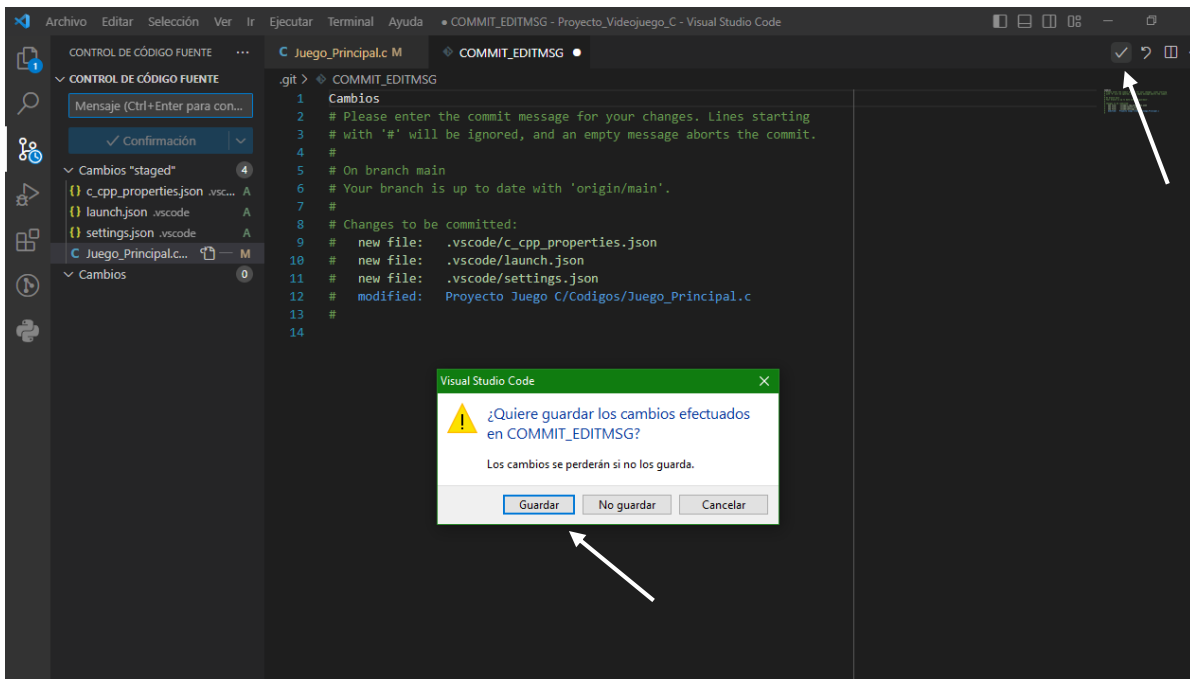 Archivo Editar Selección Ver Ir Ejecutar Terminal Ayuda ● COMMIT_EDITMSG - Proyecto_Videojuego_C - Visual Studio Code
CONTROL DE CÓDIGO FUENTE ···
C Juego_Principal.c M
COMMIT_EDITMSG ●
CONTROL DE CÓDIGO FUENTE
Mensaje (Ctrl+Enter para con...
Confirmación
Cambios "staged" 4
{} c_cpp_properties.json .vsc... A
{} launch.json .vscode A
{} settings.json .vscode A
C Juego_Principal.c... M
Cambios 0
1
.git > COMMIT_EDITMSG
1 Cambios
2 # Please enter the commit message for your changes. Lines starting
3 # with '#' will be ignored, and an empty message aborts the commit.
4 #
5 # On branch main
6 # Your branch is up to date with 'origin/main'.
7 #
8 # Changes to be committed:
9 #   new file:   .vscode/c_cpp_properties.json
10 #   new file:   .vscode/launch.json
11 #   new file:   .vscode/settings.json
12 #   modified:   Proyecto Juego C/Codigos/Juego_Principal.c
13 #
14
Visual Studio Code
¿Quiere guardar los cambios efectuados
en COMMIT_EDITMSG?
Los cambios se perderán si no los guarda.
Guardar No guardar Cancelar